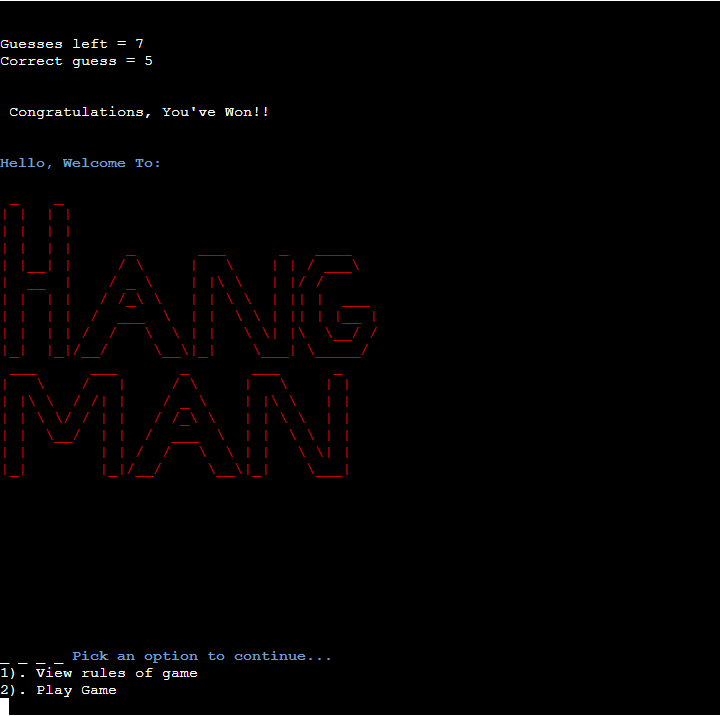 Guesses left = 7
Correct guess = 5
Congratulations, You've Won!!
Hello, Welcome To:
HANG
MAN
_ _ _ _ Pick an option to continue...
1). View rules of game
2). Play Game